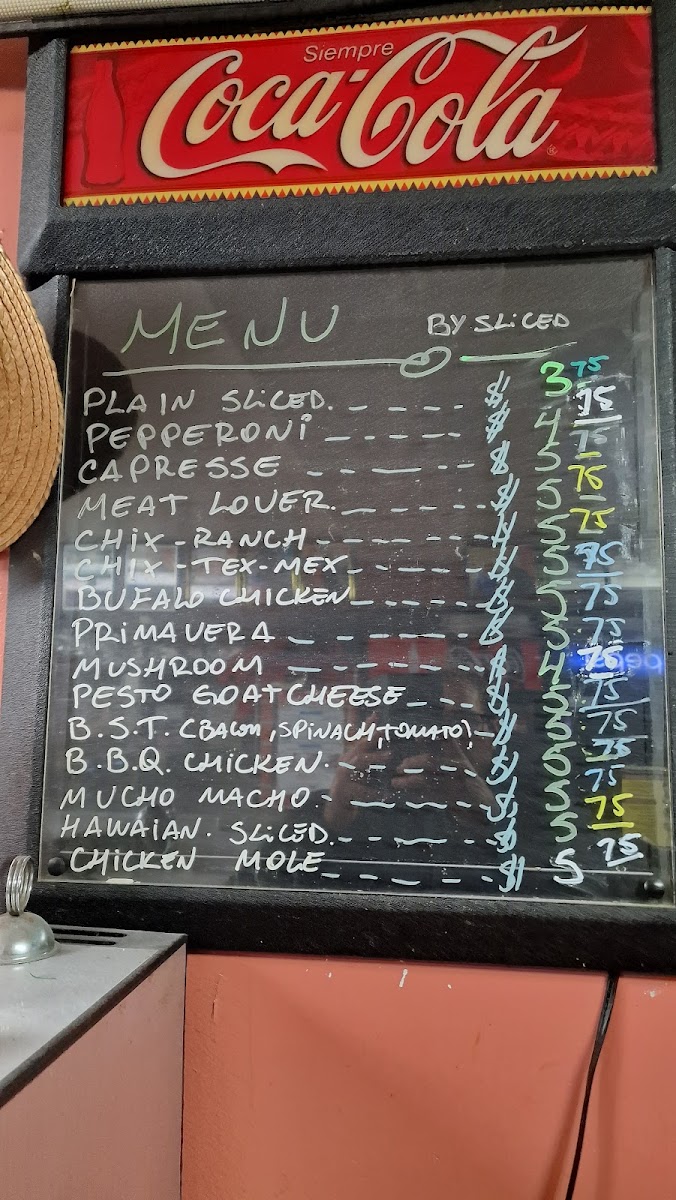 Siempre
Coca-Cola
MENU BY SLICED
PLAIN SLICED. $ 3 75
PEPPERONI $ 4 75
CAPRESSE $ 5 75
MEAT LOVER. $ 5 75
CHIX-RANCH $ 5 75
CHIX-TEX-MEX $ 5 75
BUFALO CHICKEN $ 5 75
PRIMAVERA $ 5 75
MUSHROOM $ 4 75
PESTO GOAT CHEESE $ 5 75
B.S.T. (BACON, SPINACH, TOMATO) $ 5 75
B.B.Q. CHICKEN. $ 5 75
MUCHO MACHO $ 5 75
HAWAIAN. SLICED. $ 5 75
CHICKEN MOLE $ 5 75